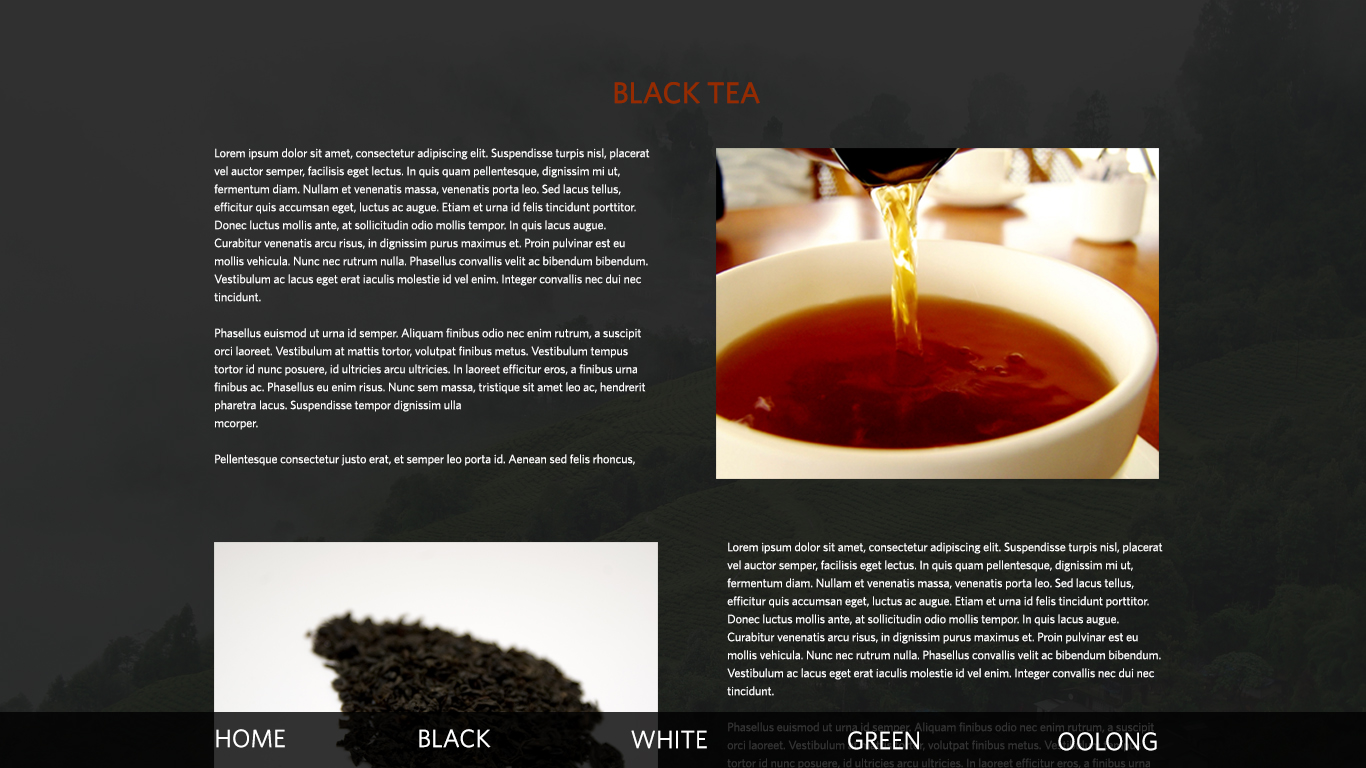 BLACK TEA
Lorem ipsum dolor sit amet, consectetur adipiscing elit. Suspendisse turpis nisl, placerat
vel auctor semper, facilisis eget lectus. In quis quam pellentesque, dignissim mi ut,
fermentum diam. Nullam et venenatis massa, venenatis porta leo. Sed lacus tellus,
efficitur quis accumsan eget, luctus ac augue. Etiam et urna id felis tincidunt porttitor.
Donec luctus mollis ante, at sollicitudin odio mollis tempor. In quis lacus augue.
Curabitur venenatis arcu risus, in dignissim purus maximus et. Proin pulvinar est eu
mollis vehicula. Nunc nec rutrum nulla. Phasellus convallis velit ac bibendum bibendum.
Vestibulum ac lacus eget erat iaculis molestie id vel enim. Integer convallis nec dui nec
tincidunt.
Phasellus euismod ut urna id semper. Aliquam finibus odio nec enim rutrum, a suscipit
orci laoreet. Vestibulum at mattis tortor, volutpat finibus metus. Vestibulum tempus
tortor id nunc posuere, id ultricies arcu ultricies. In laoreet efficitur eros, a finibus urna
finibus ac. Phasellus eu enim risus. Nunc sem massa, tristique sit amet leo ac, hendrerit
pharetra lacus. Suspendisse tempor dignissim ulla
mcorper.
Pellentesque consectetur justo erat, et semper leo porta id. Aenean sed felis rhoncus,
Lorem ipsum dolor sit amet, consectetur adipiscing elit. Suspendisse turpis nisl, placerat
vel auctor semper, facilisis eget lectus. In quis quam pellentesque, dignissim mi ut,
fermentum diam. Nullam et venenatis massa, venenatis porta leo. Sed lacus tellus,
efficitur quis accumsan eget, luctus ac augue. Etiam et urna id felis tincidunt porttitor.
Donec luctus mollis ante, at sollicitudin odio mollis tempor. In quis lacus augue.
Curabitur venenatis arcu risus, in dignissim purus maximus et. Proin pulvinar est eu
mollis vehicula. Nunc nec rutrum nulla. Phasellus convallis velit ac bibendum bibendum.
Vestibulum ac lacus eget erat iaculis molestie id vel enim. Integer convallis nec dui nec
tincidunt.
Phasellus euismod ut urna id semper. Aliquam finibus odio nec enim rutrum, a suscipit
orci laoreet. Vestibulum volutpat finibus metus. Vestibulum tempus
tortor id nunc posuere, id ultricies arcu ultricies. In laoreet efficitur eros, a finibus urna
HOME BLACK WHITE GREEN OOLONG